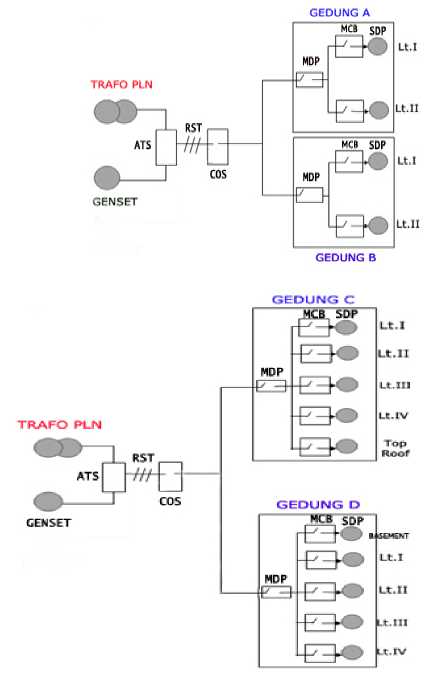 GEDUNG A
MCB SDP
Lt.I
MDP
TRAFO PLN
Lt.II
RST
ATS
COS
MCB SDP
Lt.I
MDP
GENSET
Lt.II
GEDUNG B
GEDUNG C
MCB SDP
Lt.I
Lt.II
MDP
Lt.III
Lt.IV
TRAFO PLN
Top
Roof
RST
ATS
COS
GENSET
GEDUNG D
MCB SDP
BASEMENT
Lt.I
MDP
Lt.II
Lt.III
Lt.IV